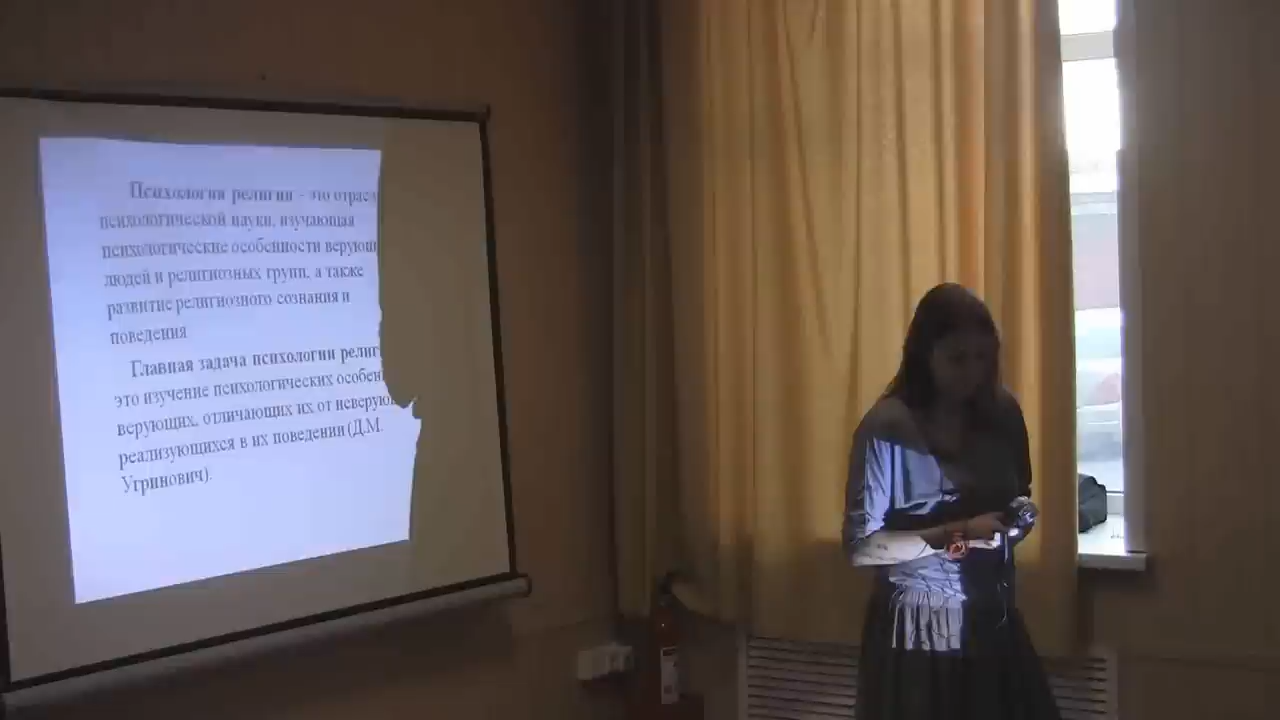 Психология религии - это отрасл
психологической науки, изучающая
психологические особенности верующ
людей и религиозных групп, а также
развитие религиозного сознания и
поведения
Главная задача психологии религ
это изучение психологических особен
верующих, отличающих их от неверую
реализующихся в их поведении (Д.М.
Угринович).